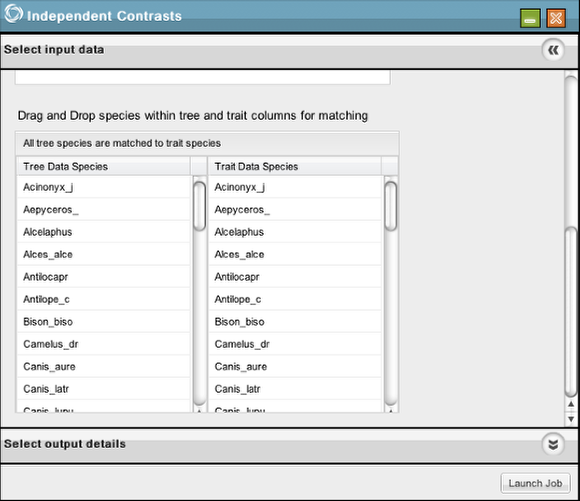 Independent Contrasts
Select input data
Drag and Drop species within tree and trait columns for matching
All tree species are matched to trait species
Tree Data Species Trait Data Species
Acinonyx_j Acinonyx_j
Aepyceros_ Aepyceros_
Alcelaphus Alcelaphus
Alces_alce Alces_alce
Antilocapr Antilocapr
Antilope_c Antilope_c
Bison_biso Bison_biso
Camelus_dr Camelus_dr
Canis_aure Canis_aure
Canis_latr Canis_latr
Canis_lupu Canis_lupu
Select output details
Launch Job